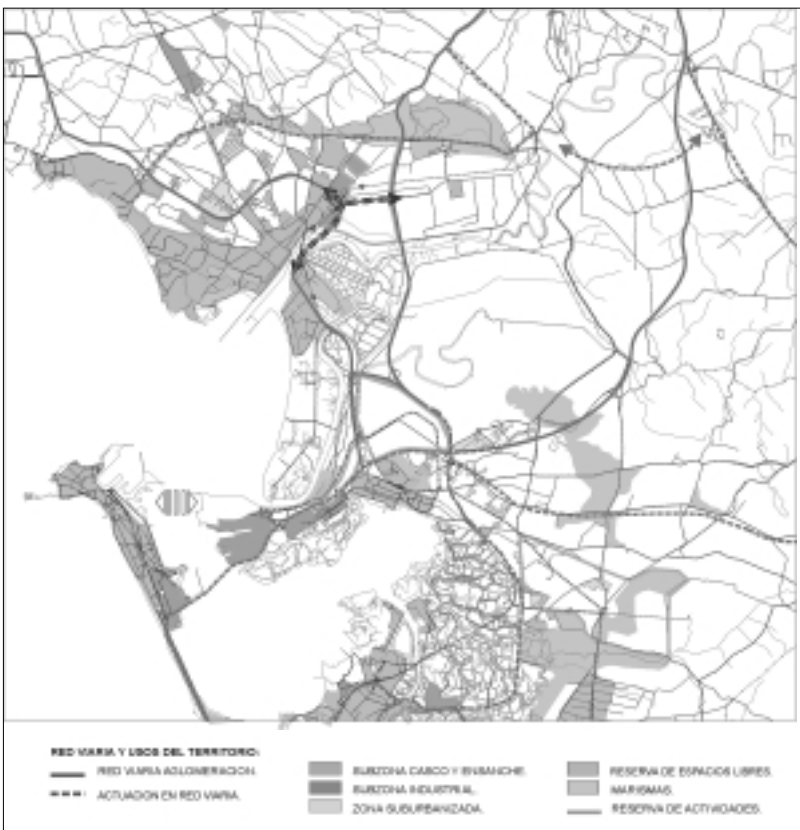 RED VIARIA Y USOS DEL TERRITORIO:
RED VIARIA AGLOMERACION.
ACTUACION EN RED VIARIA.
SUBZONA CASCO Y ENSANCHE.
SUBZONA INDUSTRIAL.
ZONA SUBURBANIZADA.
RESERVA DE ESPACIOS LIBRES.
MARISMAS.
RESERVA DE ACTIVIDADES.